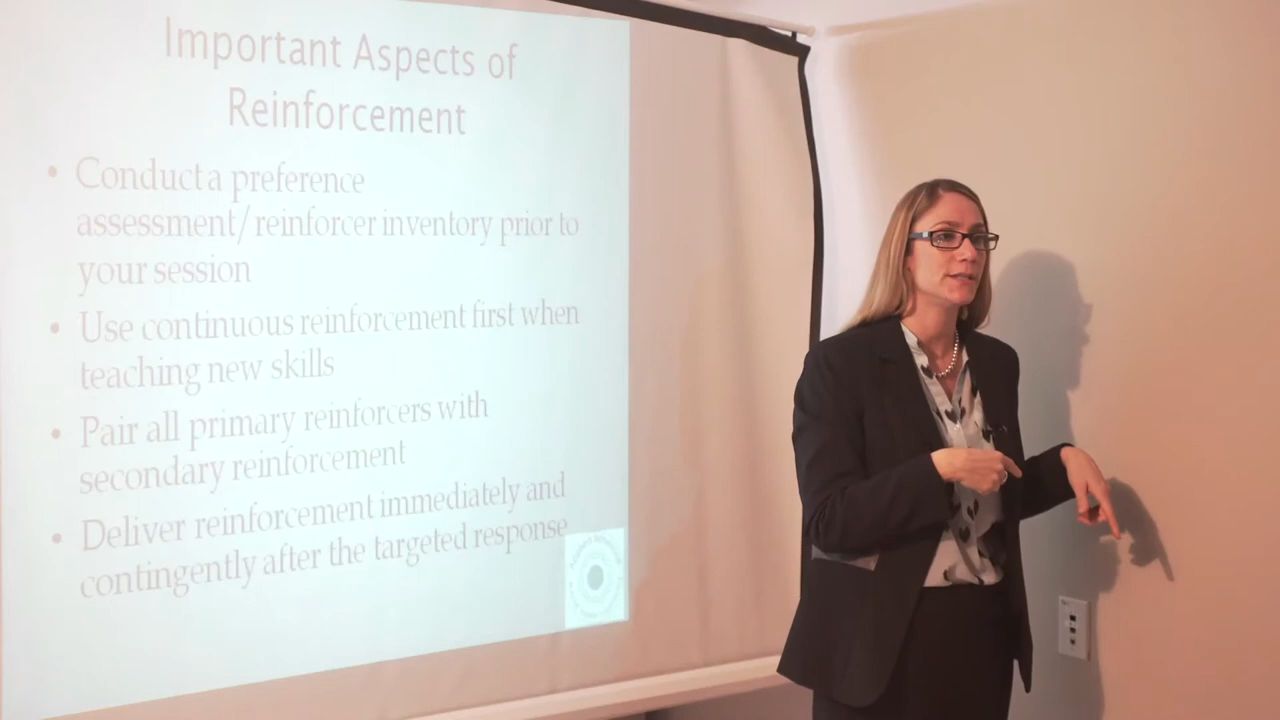 Important Aspects of
Reinforcement
• Conduct a preference
assessment/reinforcer inventory prior to
your session
• Use continuous reinforcement first when
teaching new skills
• Pair all primary reinforcers with
secondary reinforcement
• Deliver reinforcement immediately and
contingently after the targeted response